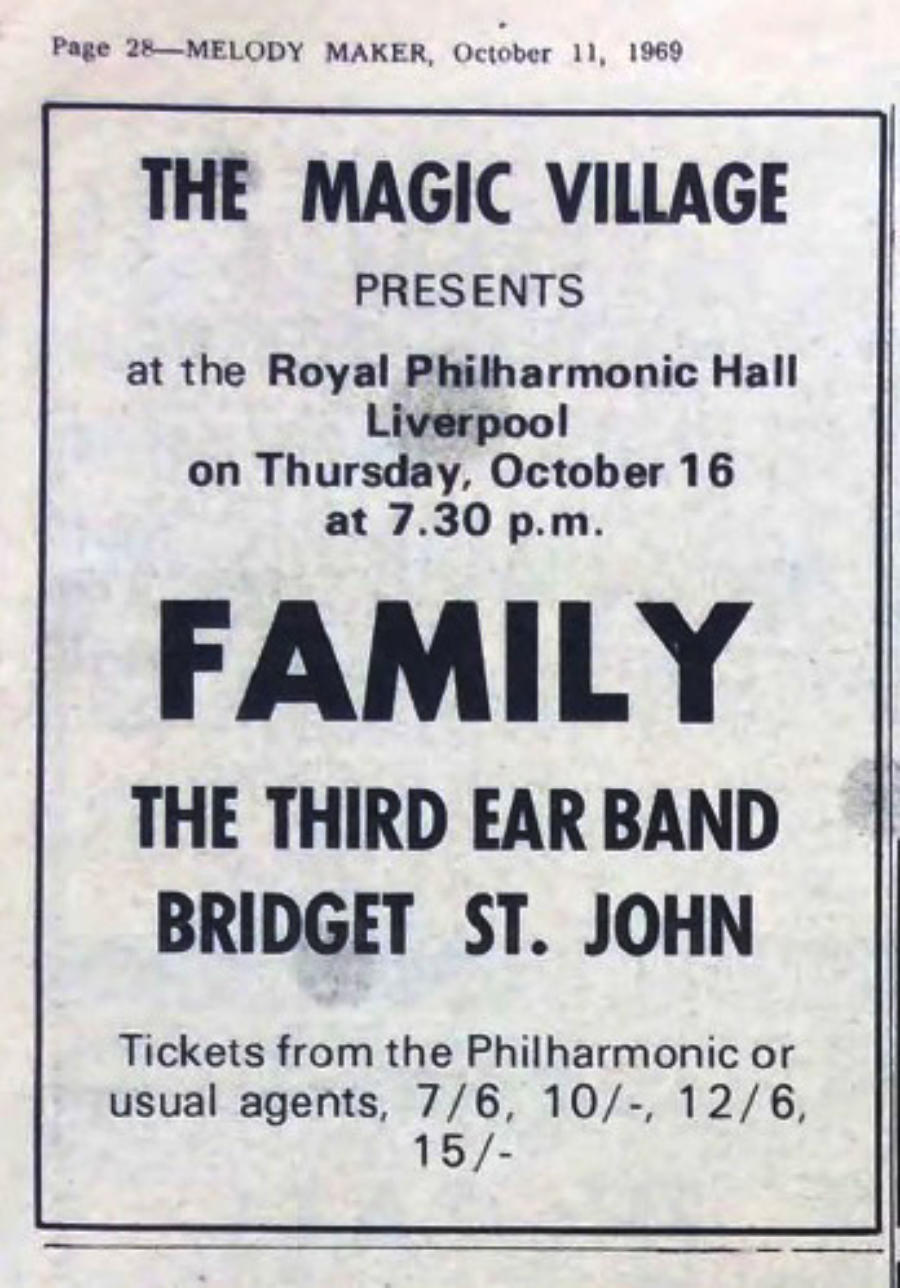 Page 28—MELODY MAKER, October 11, 1969
THE MAGIC VILLAGE
PRESENTS
at the Royal Philharmonic Hall
Liverpool
on Thursday, October 16
at 7.30 p.m.
FAMILY
THE THIRD EAR BAND
BRIDGET ST. JOHN
Tickets from the Philharmonic or
usual agents, 7/6, 10/-, 12/6,
15/-